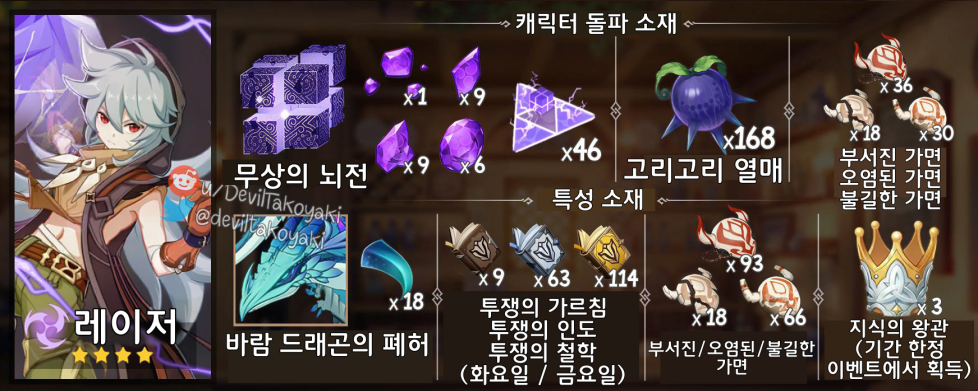 캐릭터 돌파 소재
무상의 뇌전
x1
x9
x9
x6
x46
x168
고리고리 열매
x36
x18
x30
부서진 가면
오염된 가면
불길한 가면
u/DevilTakoyaki
@deviltakoyaki
레이저
특성 소재
x18
바람 드래곤의 폐허
x9
x63
x114
투쟁의 가르침
투쟁의 인도
투쟁의 철학
(화요일 / 금요일)
x93
x18
x66
부서진/오염된/불길한
가면
x3
지식의 왕관
(기간 한정
이벤트에서 획득)